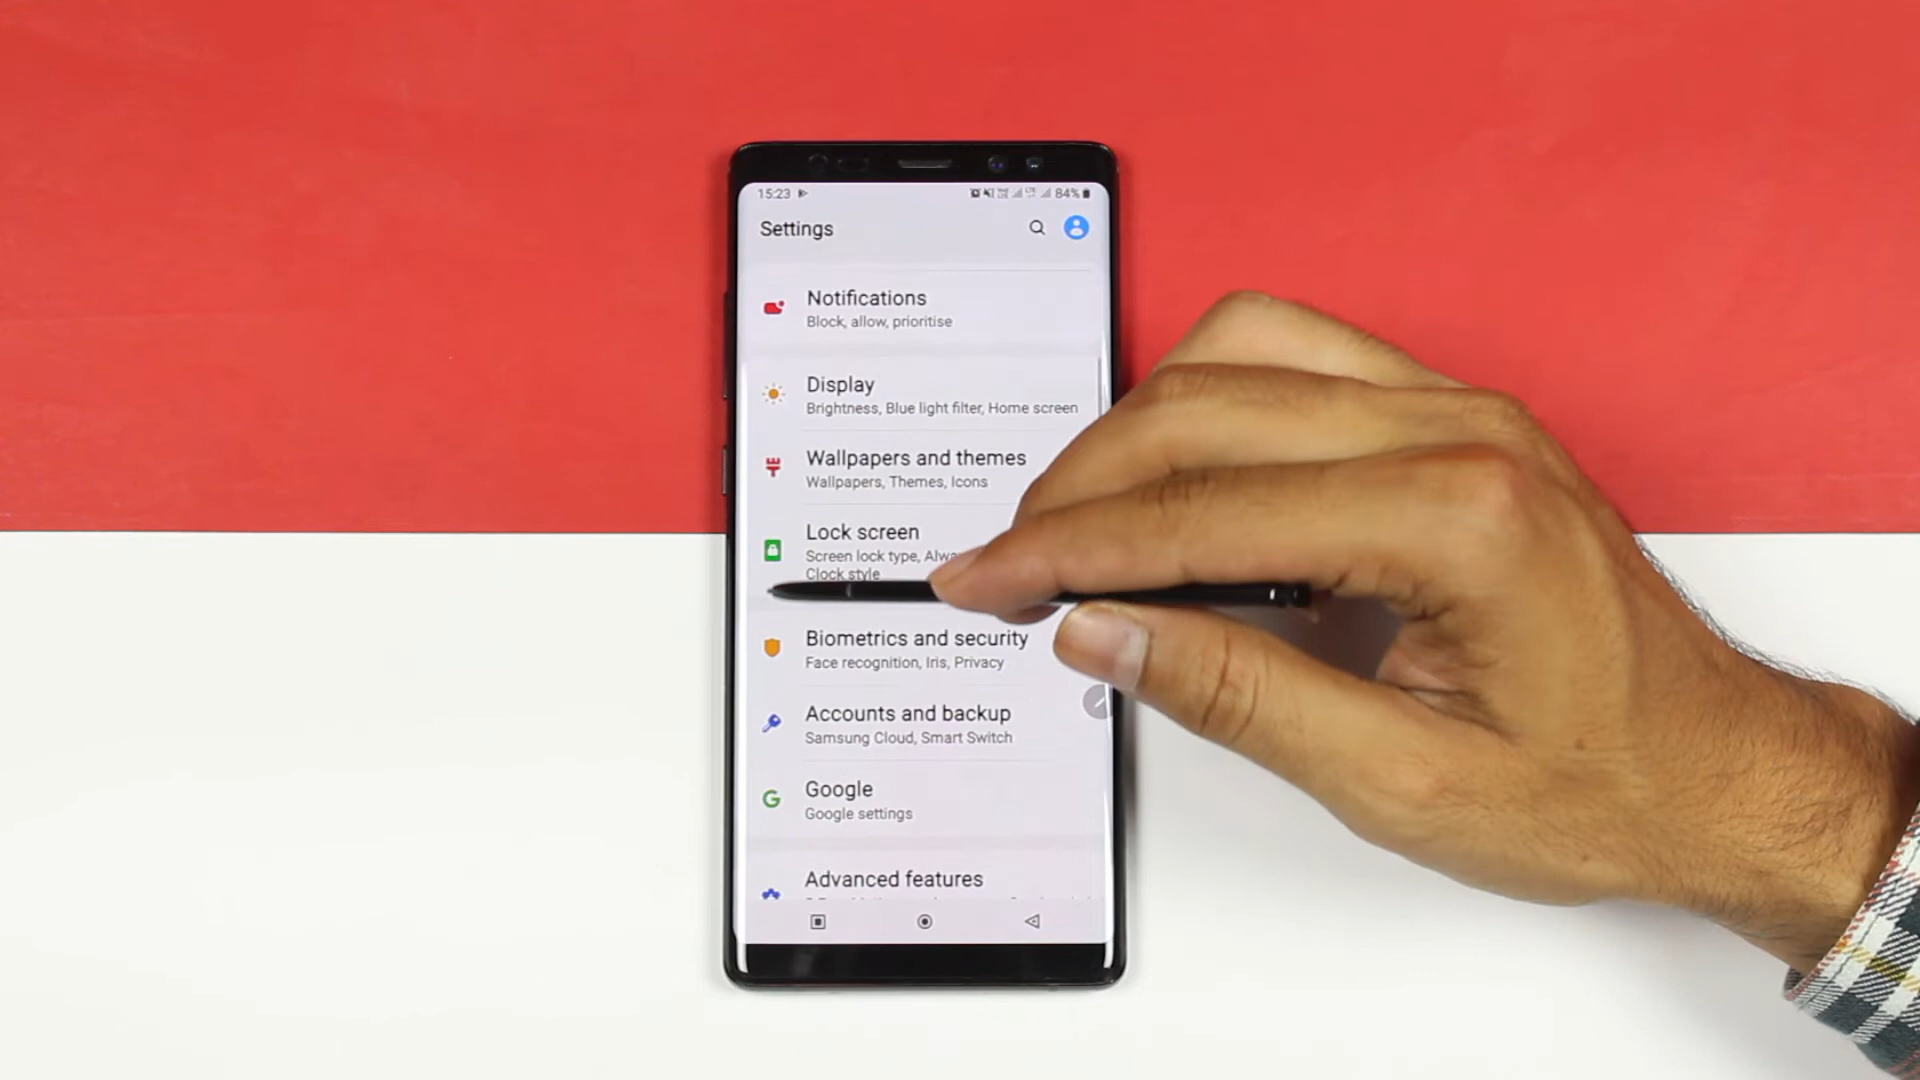 15:23
84%
Settings
Notifications
Block, allow, prioritise
Display
Brightness, Blue light filter, Home screen
Wallpapers and themes
Wallpapers, Themes, Icons
Lock screen
Screen lock type,
Clock style
Biometrics and security
Face recognition, Iris, Privacy
Accounts and backup
Samsung Cloud, Smart Switch
G
Google
Google settings
Advanced features